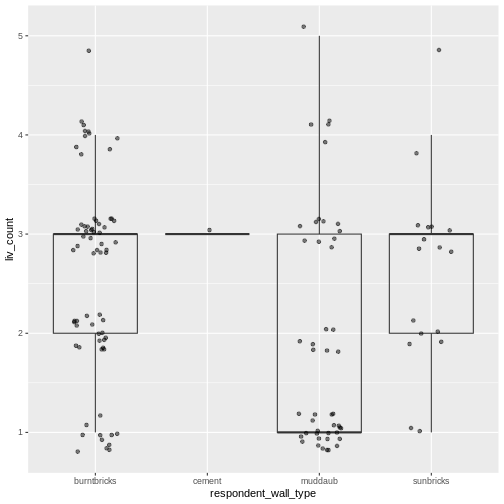 liv_count
5
4
3
2
1
burntbricks
cement
muddaub
sunbricks
respondent_wall_type